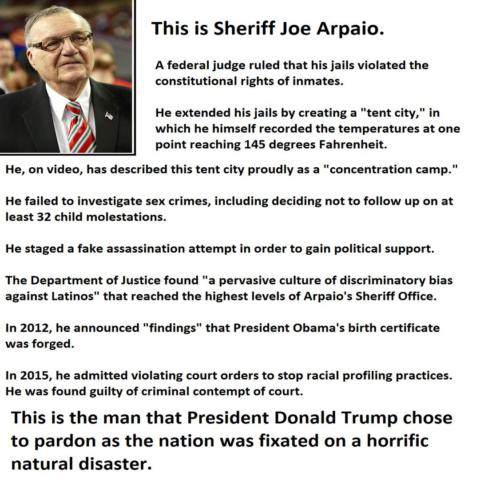 This is Sheriff Joe Arpaio.
A federal judge ruled that his jails violated the
constitutional rights of inmates.
He extended his jails by creating a "tent city," in
which he himself recorded the temperatures at one
point reaching 145 degrees Fahrenheit.
He, on video, has described this tent city proudly as a "concentration camp."
He failed to investigate sex crimes, including deciding not to follow up on at
least 32 child molestations.
He staged a fake assassination attempt in order to gain political support.
The Department of Justice found "a pervasive culture of discriminatory bias
against Latinos" that reached the highest levels of Arpaio's Sheriff Office.
In 2012, he announced "findings" that President Obama's birth certificate
was forged.
In 2015, he admitted violating court orders to stop racial profiling practices.
He was found guilty of criminal contempt of court.
This is the man that President Donald Trump chose
to pardon as the nation was fixated on a horrific
natural disaster.